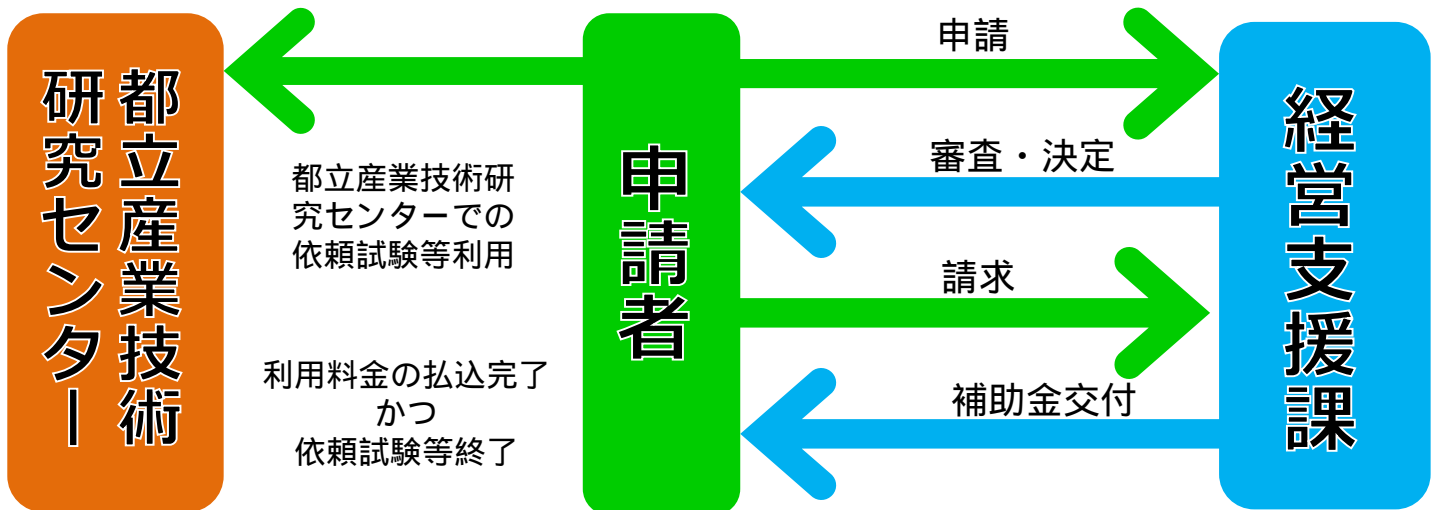 都立産業技術
研究センター
都立産業技術研
究センターでの
依頼試験等利用
利用料金の払込完了
かつ
依頼試験等終了
申請者
申請
審査・決定
請求
補助金交付
経営支援課